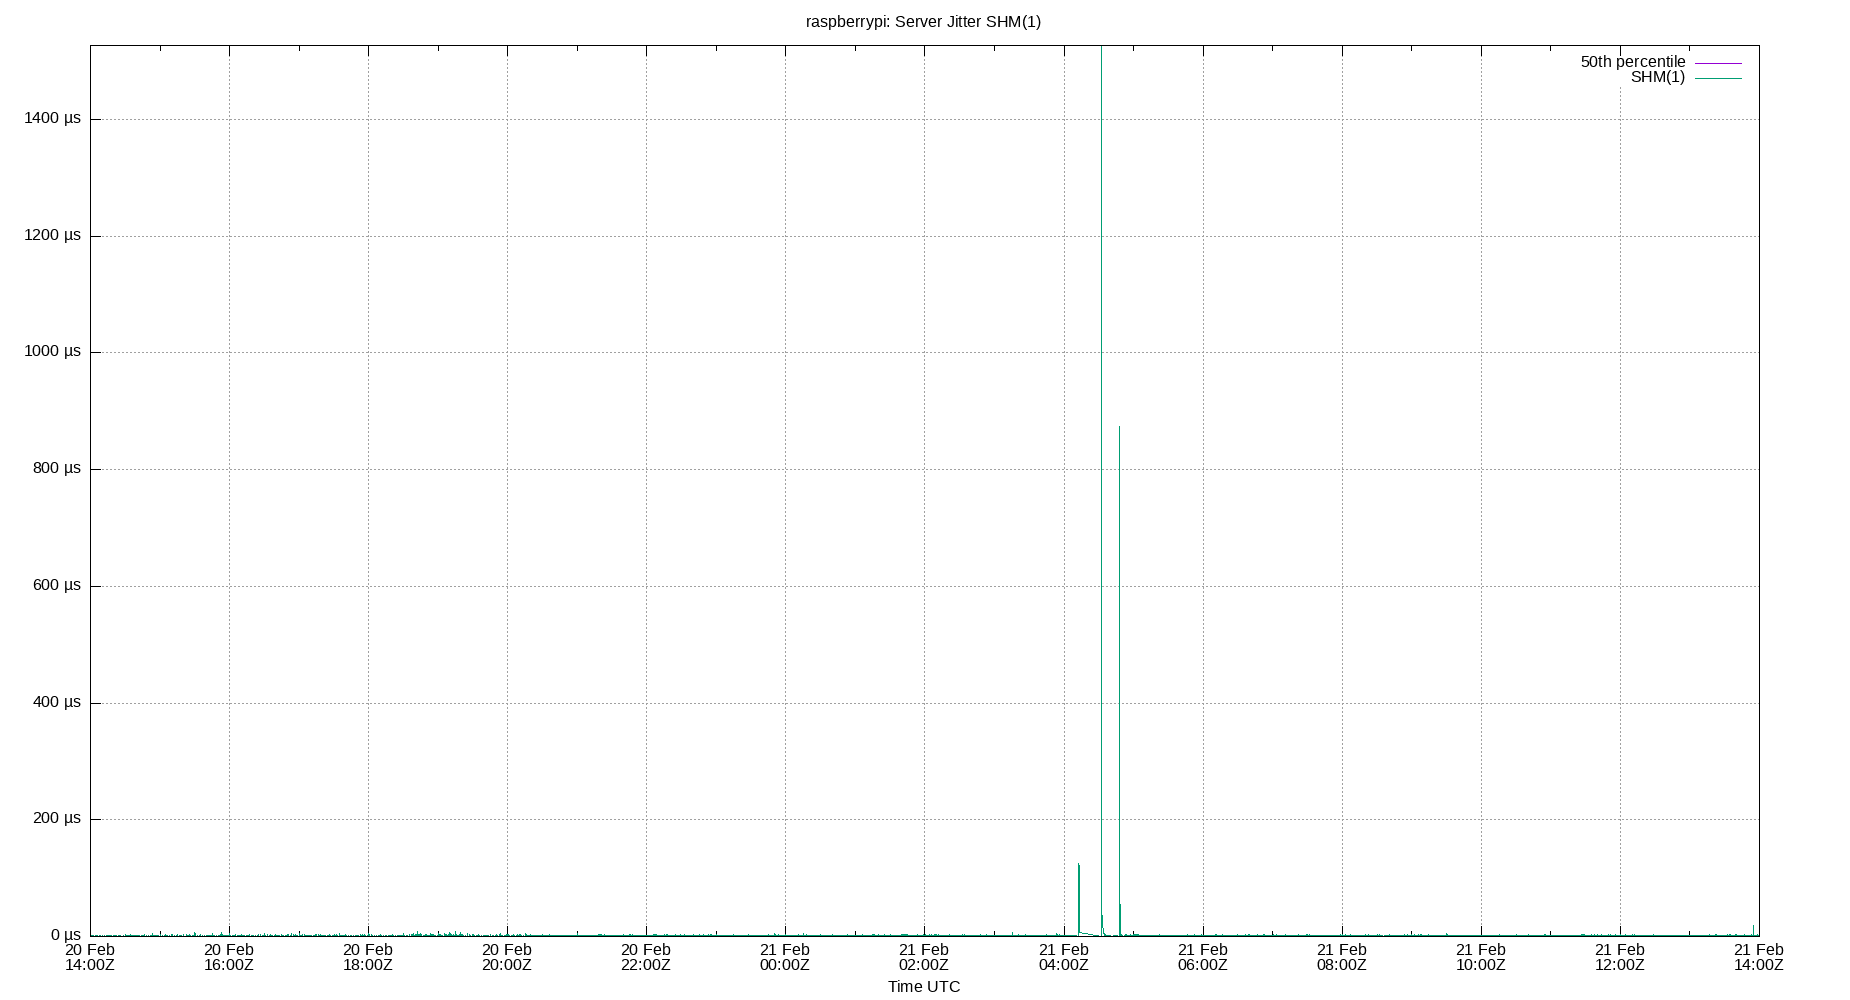 raspberrypi: Server Jitter SHM(1)
50th percentile
SHM(1)
1400 µs
1200 µs
1000 µs
800 µs
600 µs
400 µs
200 µs
0 µs
20 Feb 20 Feb 20 Feb 20 Feb 20 Feb 21 Feb 21 Feb 21 Feb 21 Feb 21 Feb 21 Feb 21 Feb 21 Feb
14:00Z 16:00Z 18:00Z 20:00Z 22:00Z 00:00Z 02:00Z 04:00Z 06:00Z 08:00Z 10:00Z 12:00Z 14:00Z
Time UTC